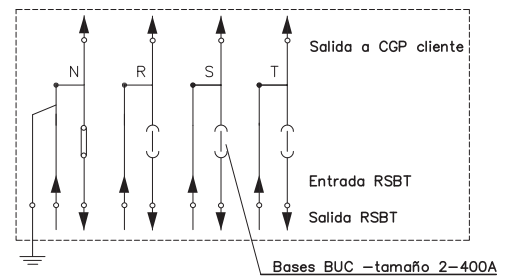 Salida a CGP cliente
N R S T
Entrada RSBT
Salida RSBT
Bases BUC -tamaño 2-400A